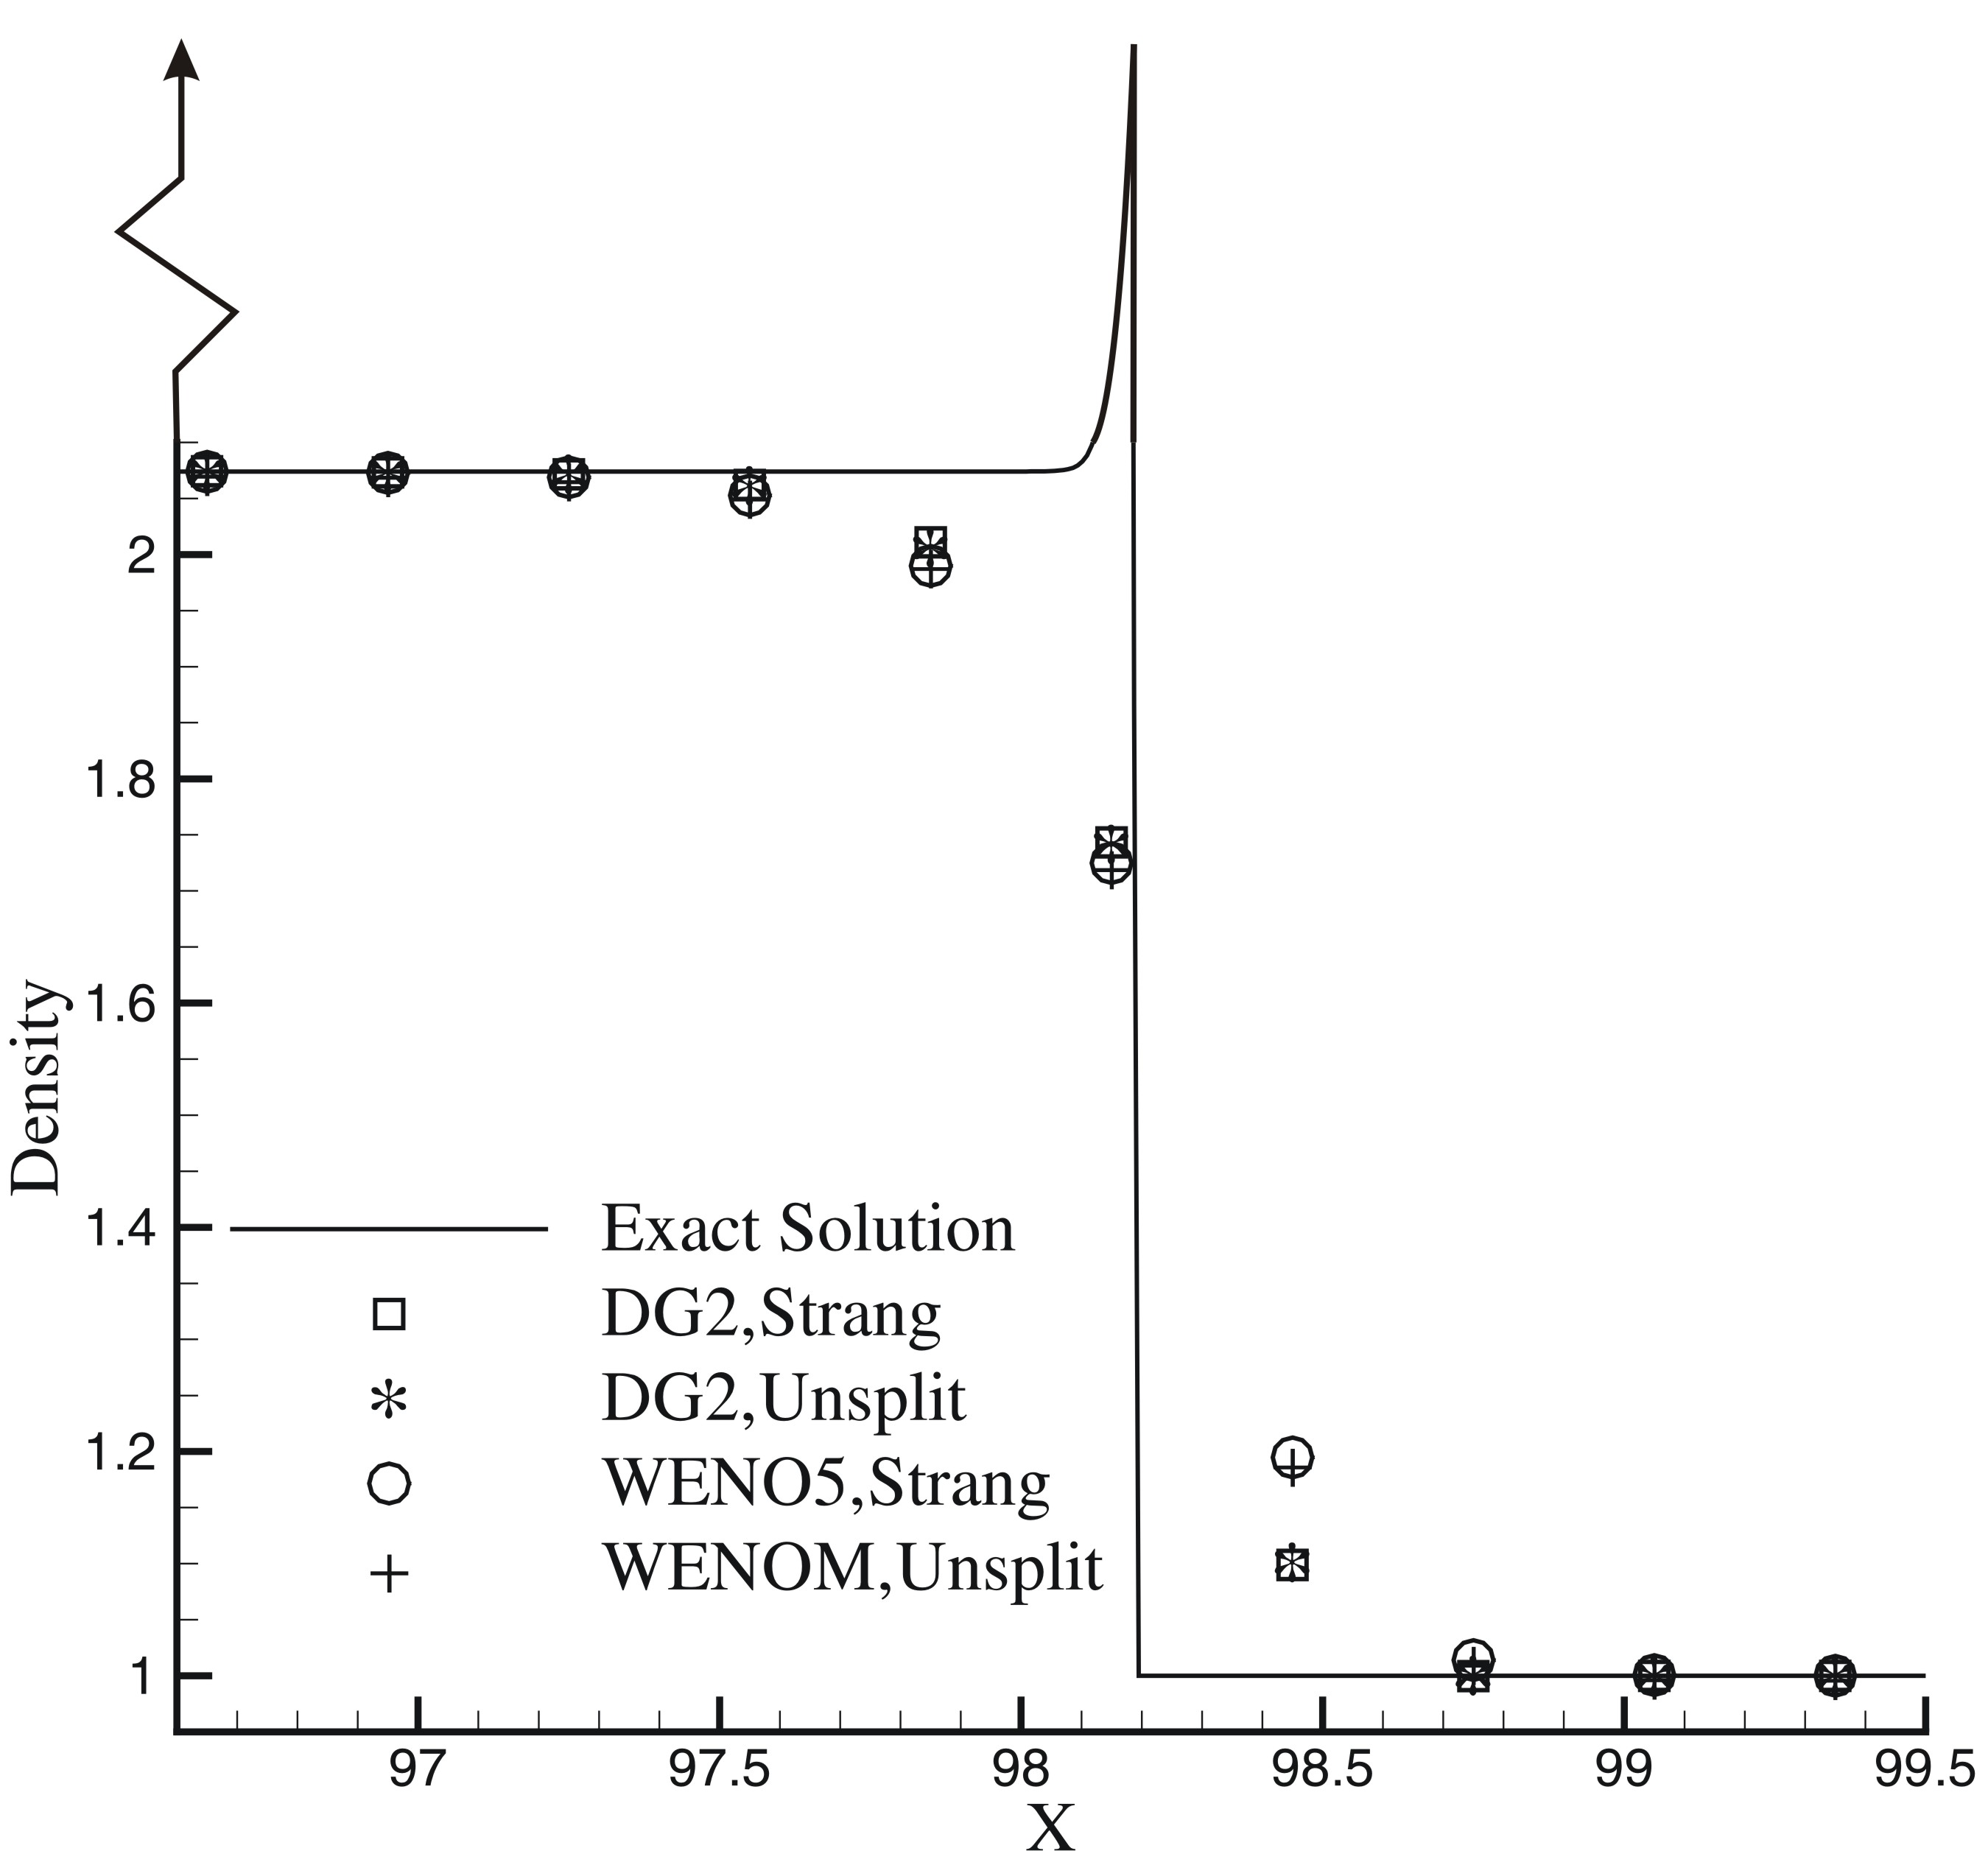 2
1.8
1.6
1.4
1.2
1
Density
Exact Solution
DG2,Strang
DG2,Unsplit
WENO5,Strang
WENOM,Unsplit
97 97.5 98 98.5 99 99.5
X